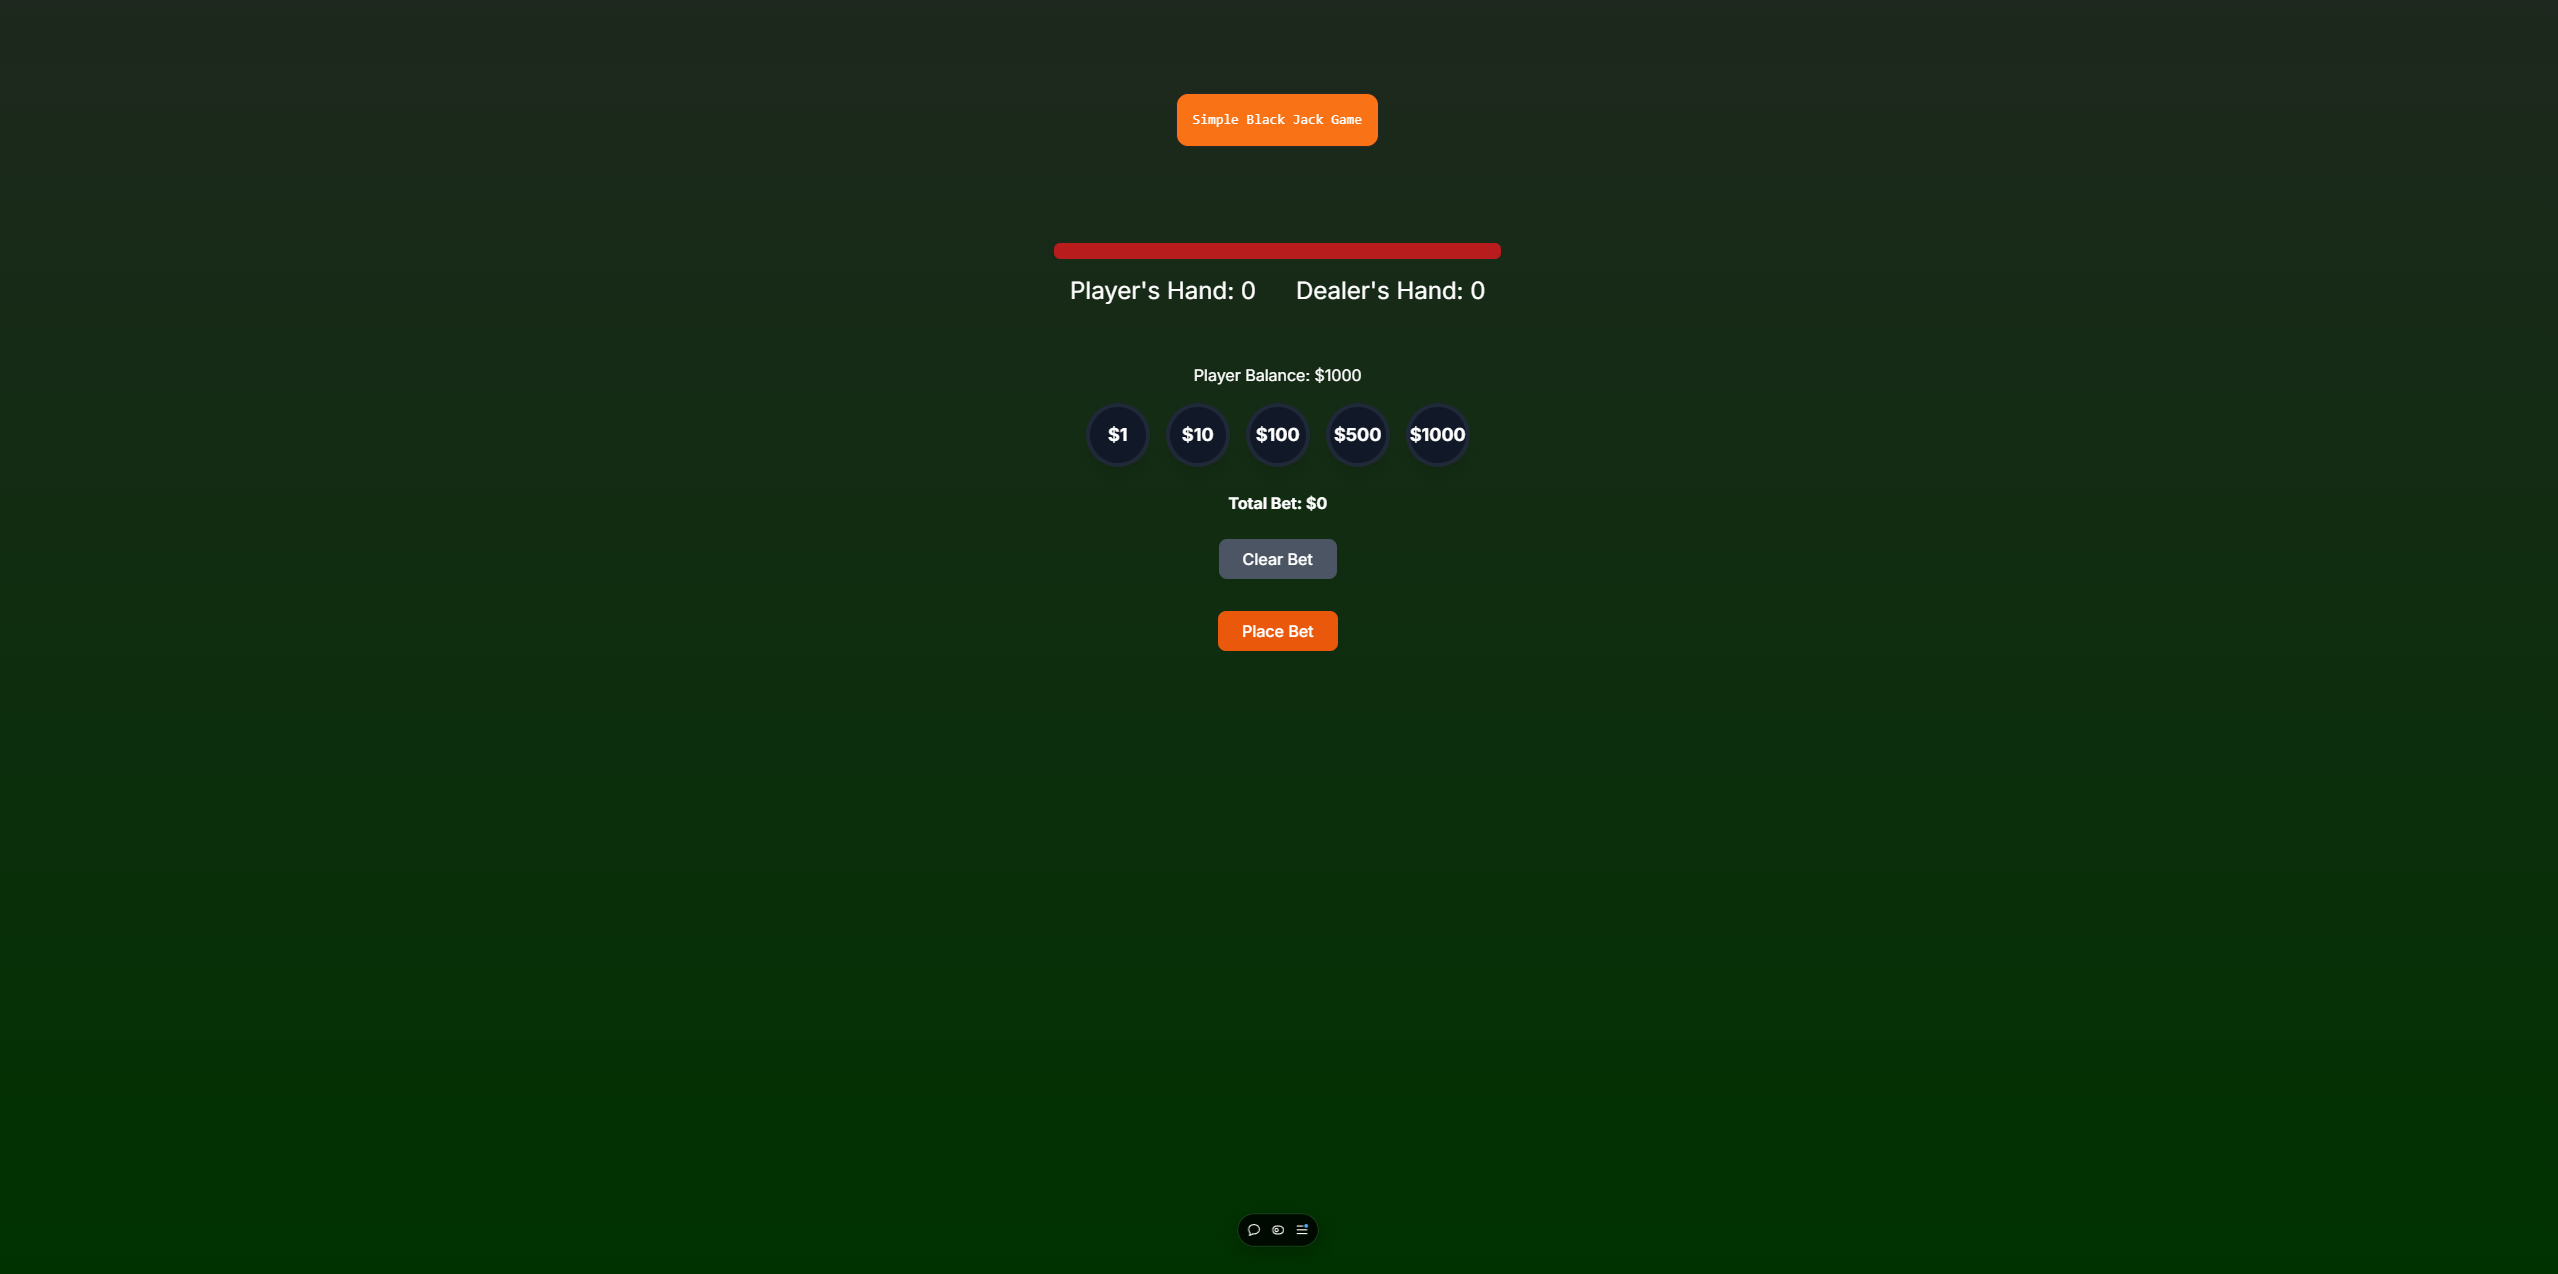 Simple Black Jack Game
Player's Hand: 0 Dealer's Hand: 0
Player Balance: $1000
$1 $10 $100 $500 $1000
Total Bet: $0
Clear Bet
Place Bet